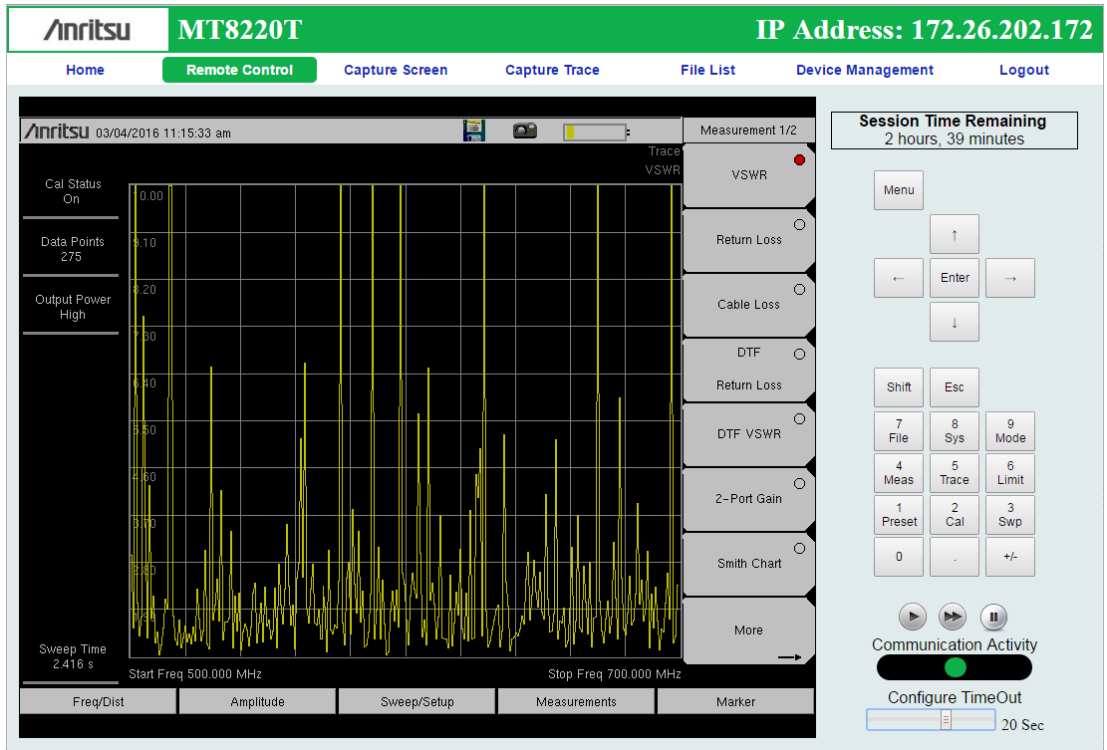 Anritsu MT8220T IP Address: 172.26.202.172
Home Remote Control Capture Screen Capture Trace File List Device Management Logout
Anritsu 03/04/2016 11:15:33 am
Trace
VSWR
Cal Status
On
Data Points
275
Output Power
High
10.00
9.10
8.20
7.30
6.40
5.50
4.60
3.70
Sweep Time
2.416 s
Start Freq 500.000 MHz Stop Freq 700.000 MHz
Measurement 1/2
VSWR
Return Loss
Cable Loss
DTF
Return Loss
DTF VSWR
2-Port Gain
Smith Chart
More
Freq/Dist Amplitude Sweep/Setup Measurements Marker
Session Time Remaining
2 hours, 39 minutes
Menu
↑
← Enter →
↓
Shift Esc
7 8 9
File Sys Mode
4 5 6
Meas Trace Limit
1 2 3
Preset Cal Swp
0 . +/-
Communication Activity
Configure TimeOut
20 Sec